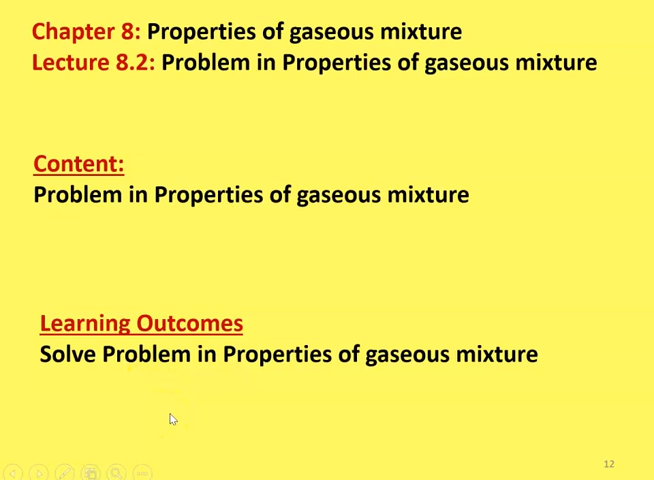 Chapter 8: Properties of gaseous mixture
Lecture 8.2: Problem in Properties of gaseous mixture
Content:
Problem in Properties of gaseous mixture
Learning Outcomes
Solve Problem in Properties of gaseous mixture
12